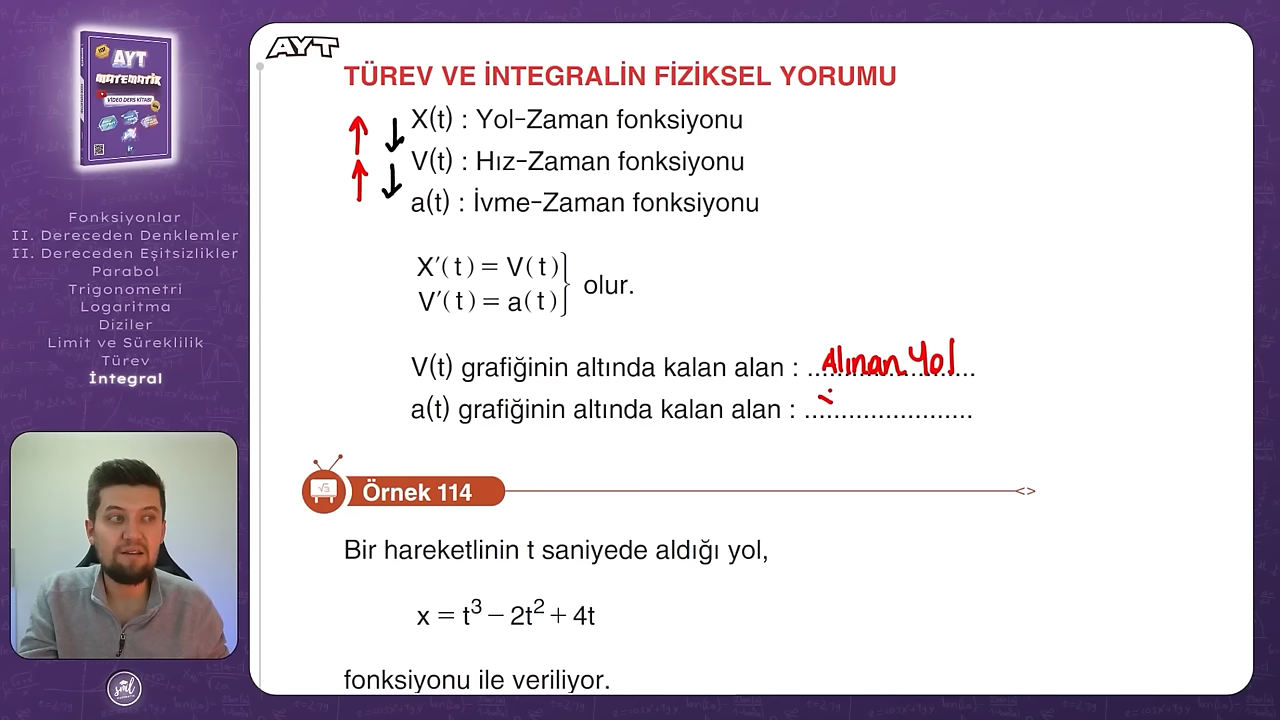 AYT
MATEMATİK
VİDEO DERS KİTABI
Fonksiyonlar
II. Dereceden Denklemler
II. Dereceden Eşitsizlikler
Parabol
Trigonometri
Logaritma
Diziler
Limit ve Süreklilik
Türev
İntegral
sml
AYT
TÜREV VE İNTEGRALİN FİZİKSEL YORUMU
X(t) : Yol-Zaman fonksiyonu
V(t) : Hız-Zaman fonksiyonu
a(t) : İvme-Zaman fonksiyonu
X′(t) = V(t)
V′(t) = a(t)} olur.
V(t) grafiğinin altında kalan alan : Alınan Yol
a(t) grafiğinin altında kalan alan : .......................
√3
Örnek 114
Bir hareketlinin t saniyede aldığı yol,
x = t³ − 2t² + 4t
fonksiyonu ile veriliyor.